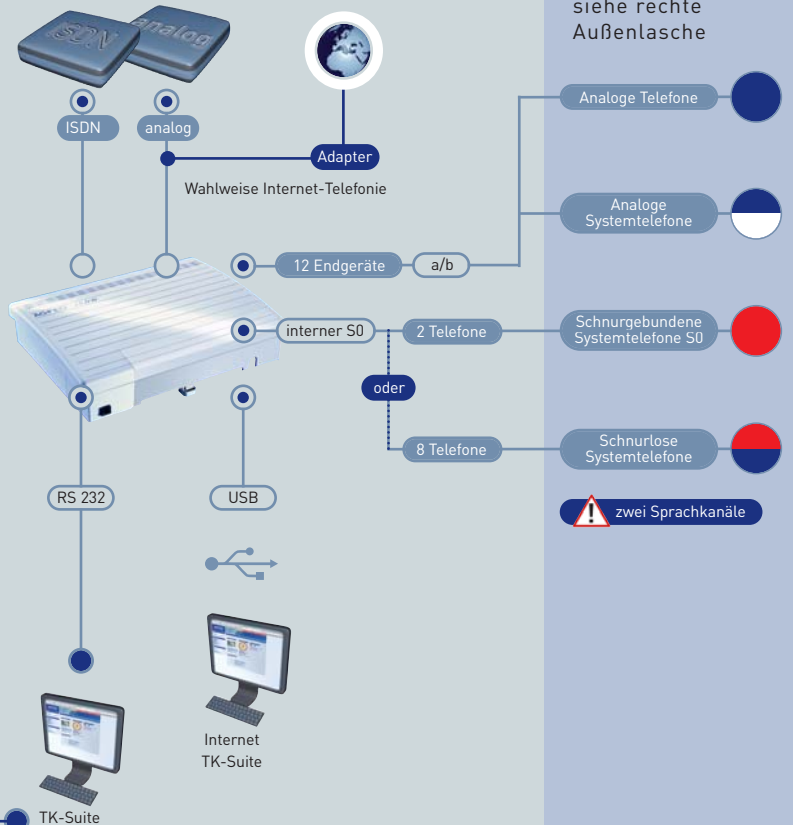 siehe rechte
Außenlasche
ISDN
analog
ISDN
analog
Adapter
Wahlweise Internet-Telefonie
Analoge Telefone
Analoge
Systemtelefone
12 Endgeräte
a/b
interner S0
2 Telefone
Schnurgebundene
Systemtelefone S0
oder
8 Telefone
Schnurlose
Systemtelefone
zwei Sprachkanäle
RS 232
USB
Internet
TK-Suite
TK-Suite